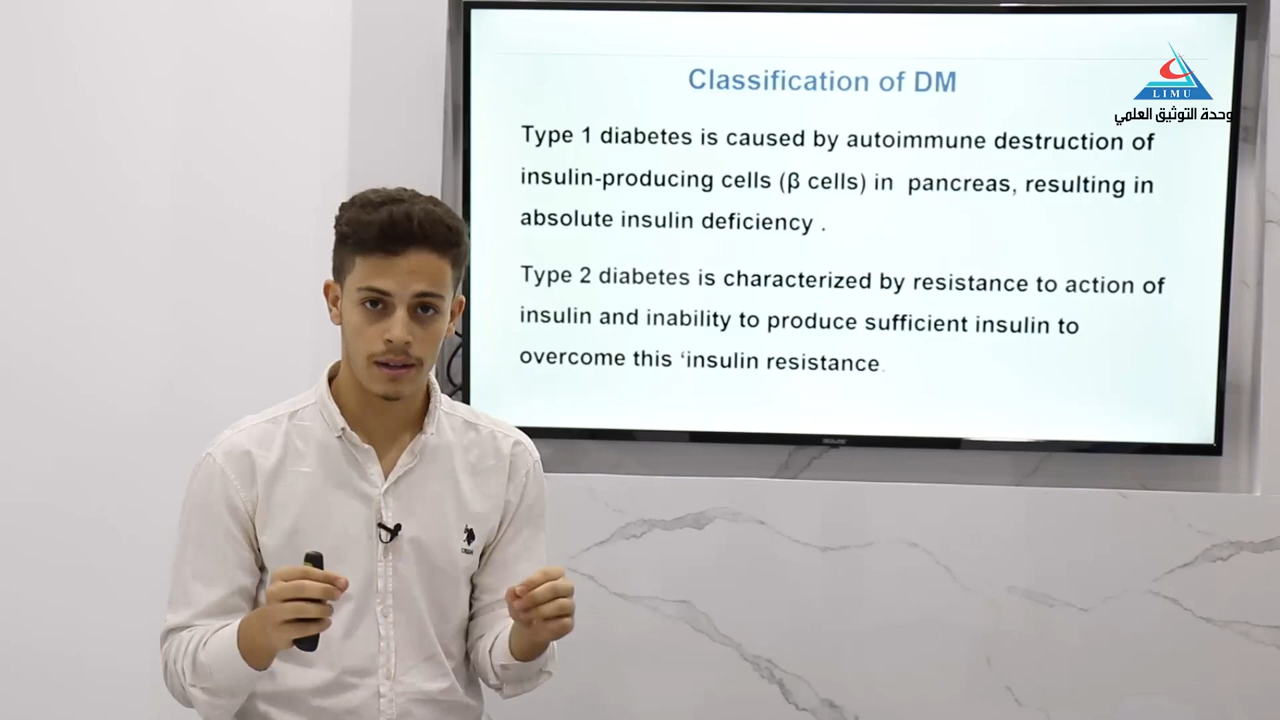 Classification of DM
LIMU
وحدة التوثيق العلمي
Type 1 diabetes is caused by autoimmune destruction of
insulin-producing cells (β cells) in pancreas, resulting in
absolute insulin deficiency .
Type 2 diabetes is characterized by resistance to action of
insulin and inability to produce sufficient insulin to
overcome this ‘insulin resistance.